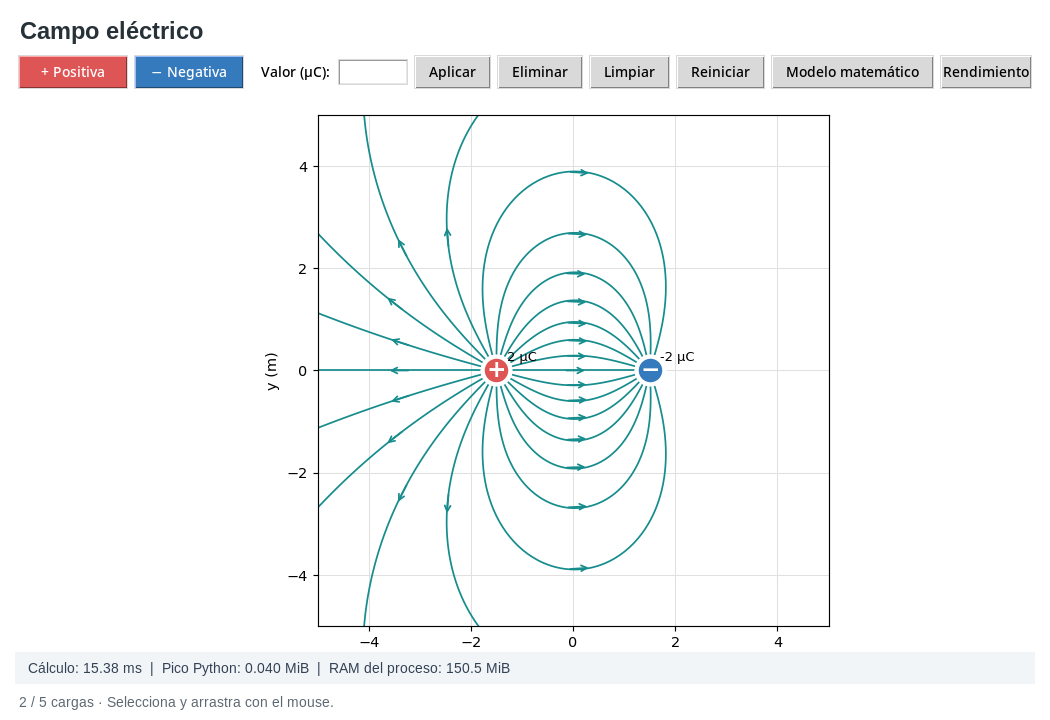 Campo eléctrico
+ Positiva − Negativa Valor (µC): Aplicar Eliminar Limpiar Reiniciar Modelo matemático Rendimiento
4
2
0
−2
−4
y (m)
+ 2 µC
− -2 µC
−4 −2 0 2 4
Cálculo: 15.38 ms | Pico Python: 0.040 MiB | RAM del proceso: 150.5 MiB
2 / 5 cargas · Selecciona y arrastra con el mouse.